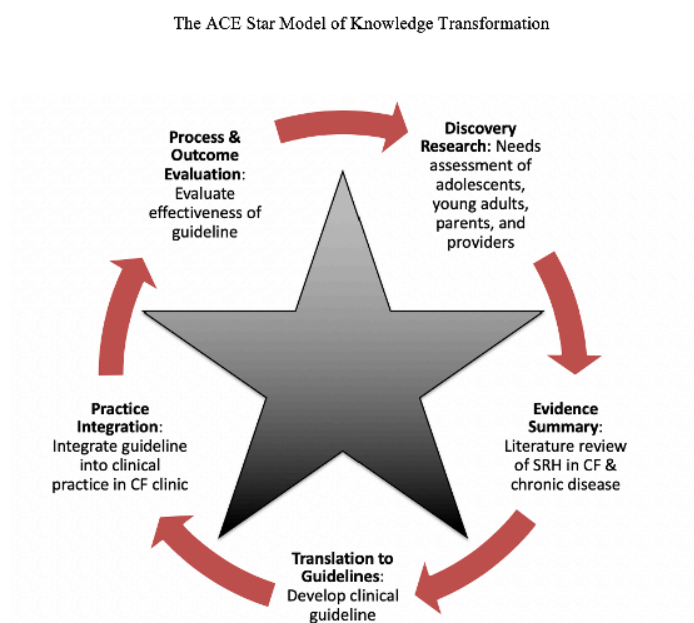 The ACE Star Model of Knowledge Transformation
Process &
Outcome
Evaluation:
Evaluate
effectiveness of
guideline
Discovery
Research: Needs
assessment of
adolescents,
young adults,
parents, and
providers
Evidence
Summary:
Literature review
of SRH in CF &
chronic disease
Translation to
Guidelines:
Develop clinical
guideline
Practice
Integration:
Integrate guideline
into clinical
practice in CF clinic